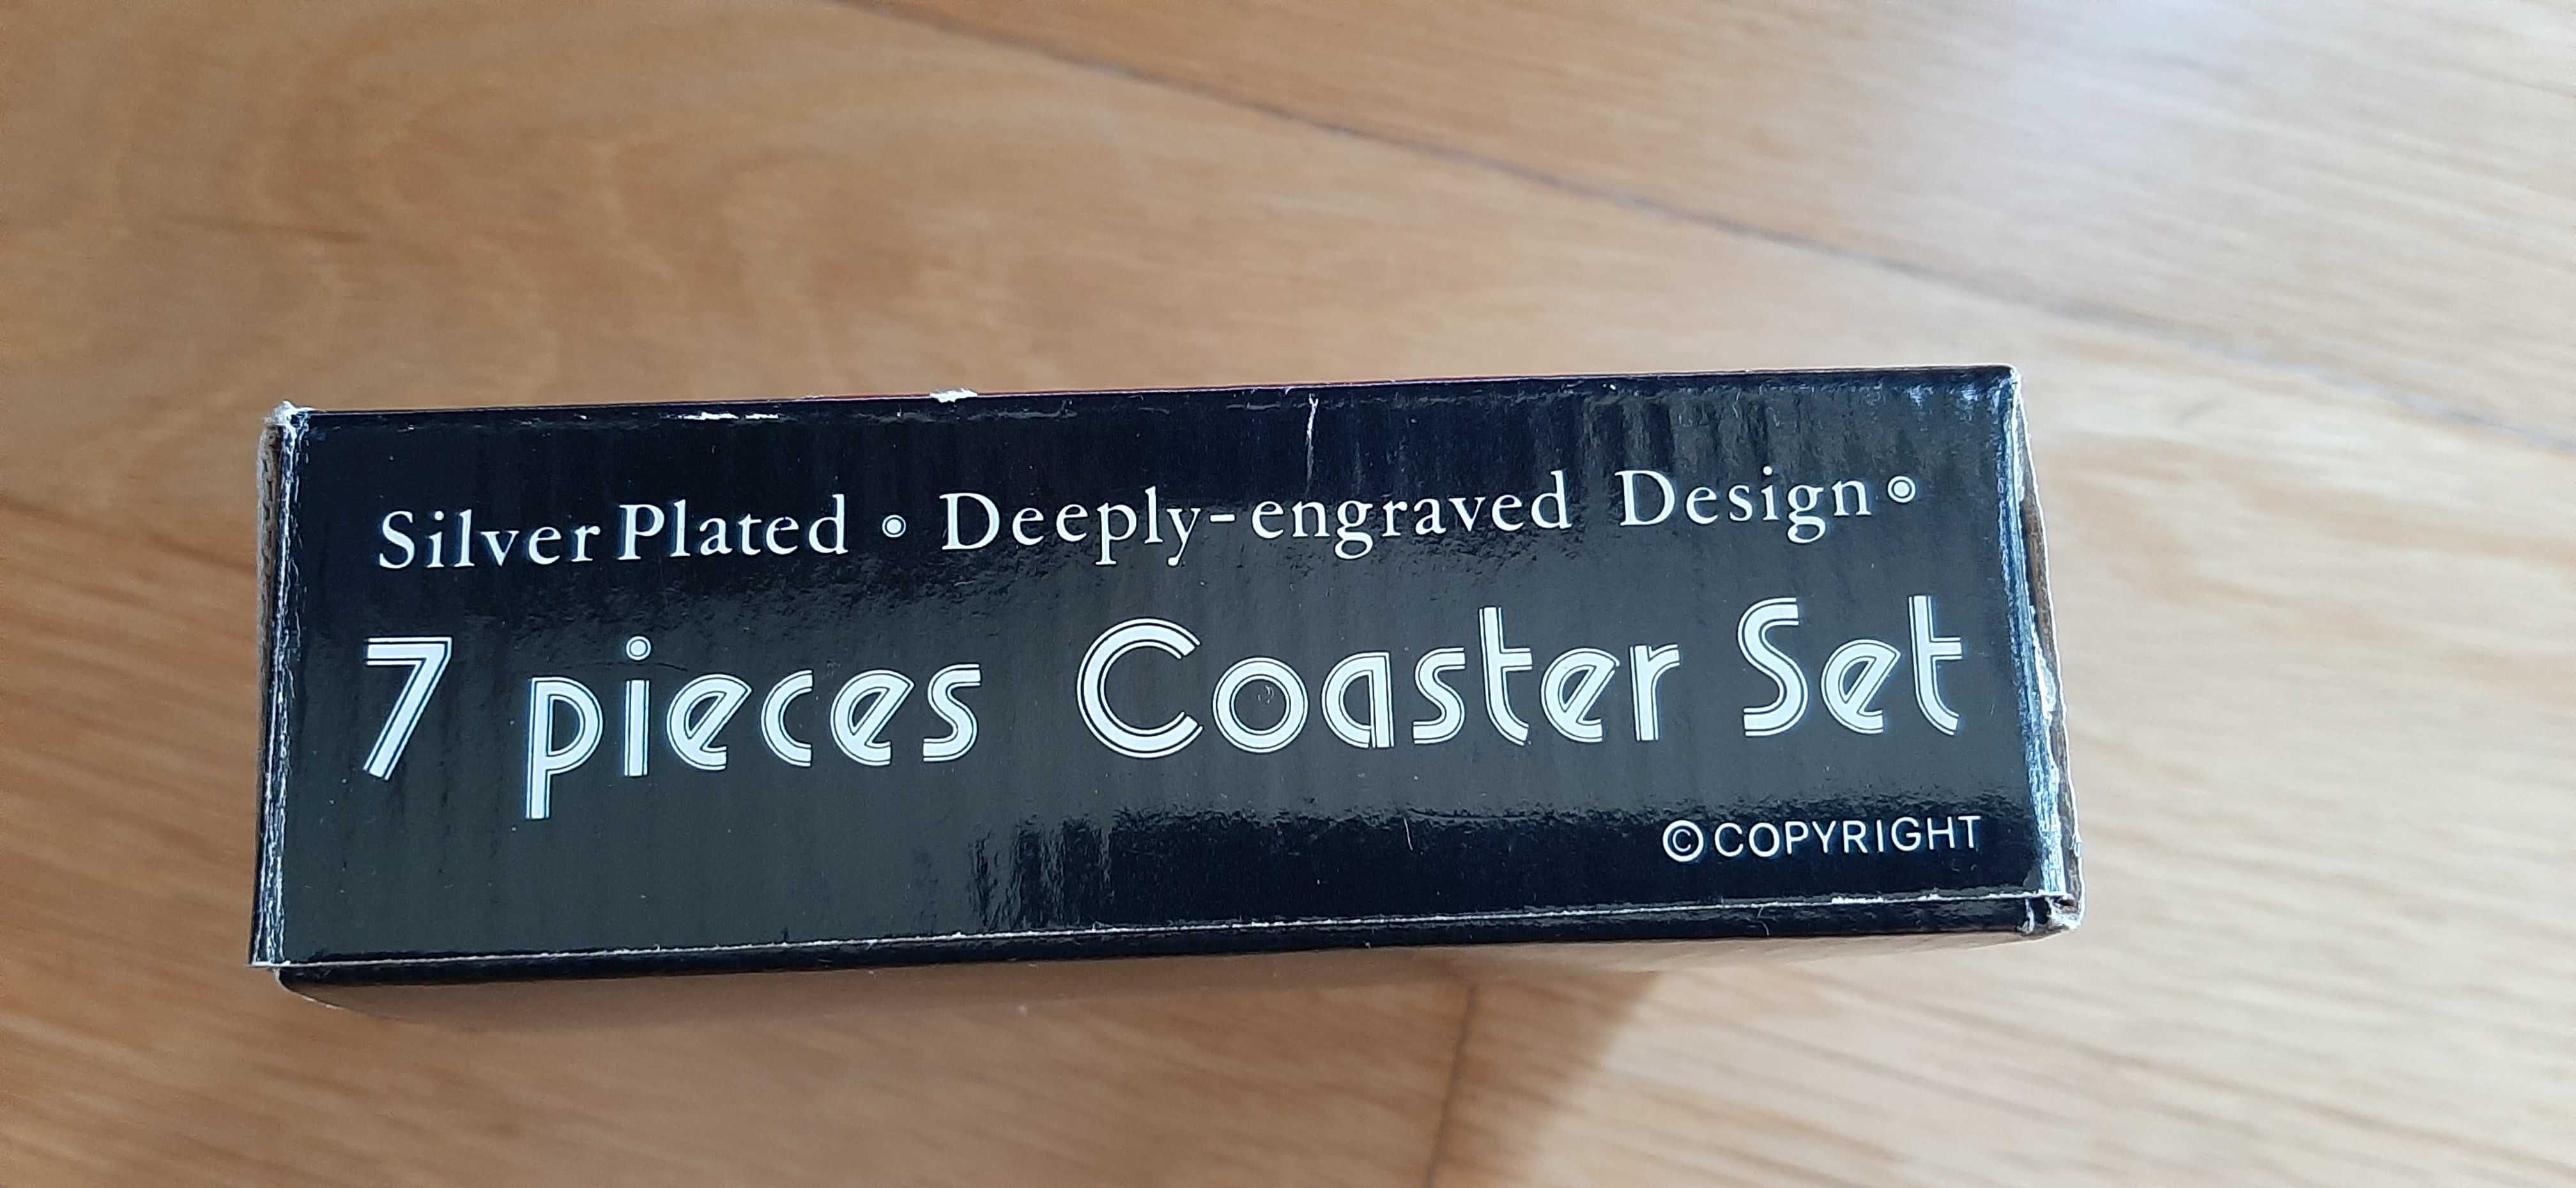 Silver Plated • Deeply-engraved Design •
7 pieces Coaster Set
© COPYRIGHT